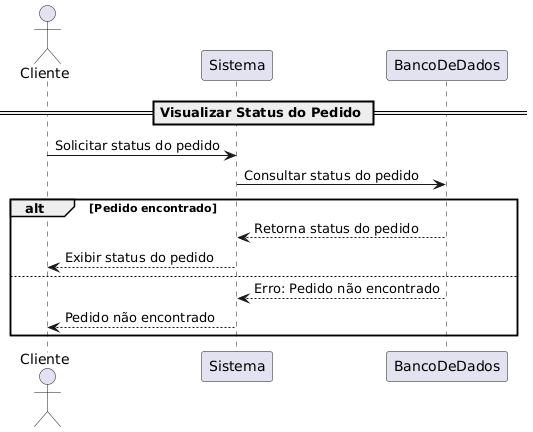 Cliente
Sistema
BancoDeDados
Visualizar Status do Pedido
Solicitar status do pedido
Consultar status do pedido
alt [Pedido encontrado]
Retorna status do pedido
Exibir status do pedido
Erro: Pedido não encontrado
Pedido não encontrado
Cliente
Sistema
BancoDeDados